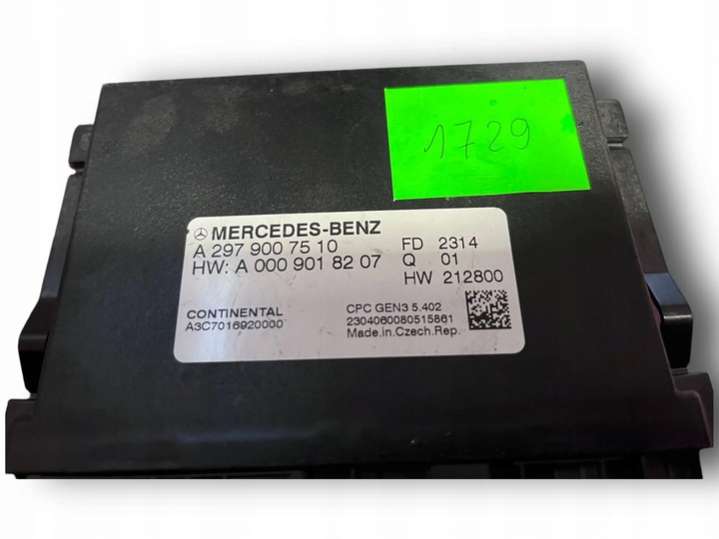 1729
MERCEDES-BENZ
A 297 900 75 10
HW: A 000 901 82 07
FD 2314
Q 01
HW 212800
CONTINENTAL
A3C7016920000
CPC GEN3 5.402
2304060080515861
Made.in.Czech.Rep.